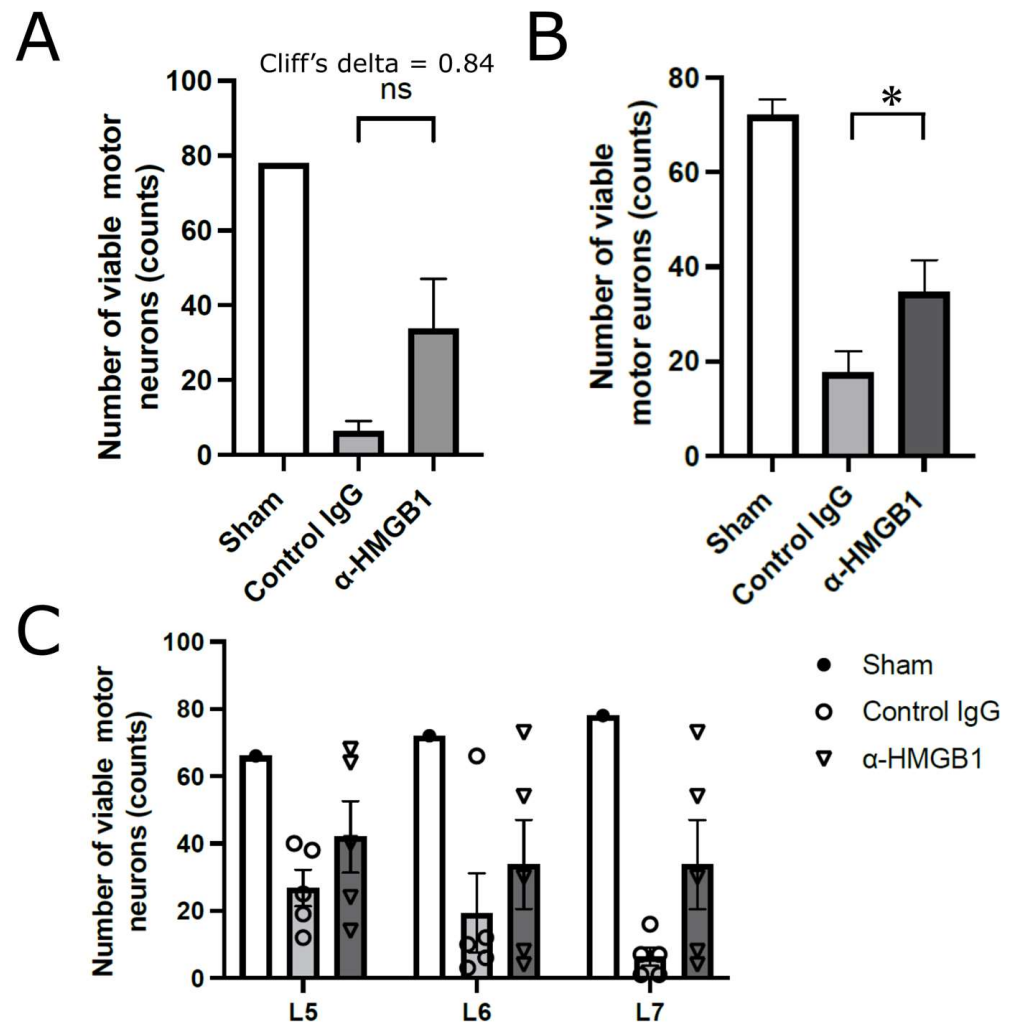 A
Cliff's delta = 0.84
ns
100
80
60
40
20
0
Number of viable motor
neurons (counts)
Sham
Control IgG
α-HMGB1
B
*
80
60
40
20
0
Number of viable
motor eurons (counts)
Sham
Control IgG
α-HMGB1
C
100
80
60
40
20
0
Number of viable motor
neurons (counts)
L5
L6
L7
Sham
Control IgG
α-HMGB1